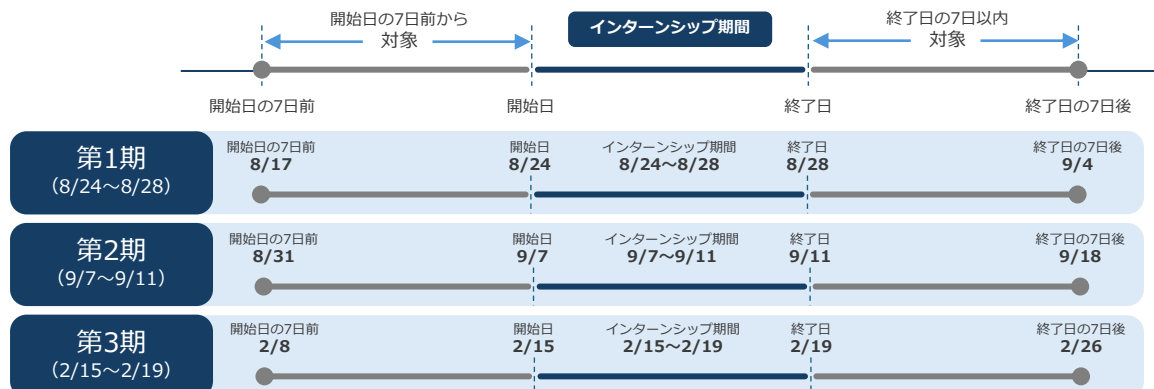 開始日の7日前から
対象
インターンシップ期間
終了日の7日以内
対象
開始日の7日前
開始日
終了日
終了日の7日後
第1期
（8/24～8/28）
開始日の7日前
8/17
開始日
8/24
インターンシップ期間
8/24～8/28
終了日
8/28
終了日の7日後
9/4
第2期
（9/7～9/11）
開始日の7日前
8/31
開始日
9/7
インターンシップ期間
9/7～9/11
終了日
9/11
終了日の7日後
9/18
第3期
（2/15～2/19）
開始日の7日前
2/8
開始日
2/15
インターンシップ期間
2/15～2/19
終了日
2/19
終了日の7日後
2/26